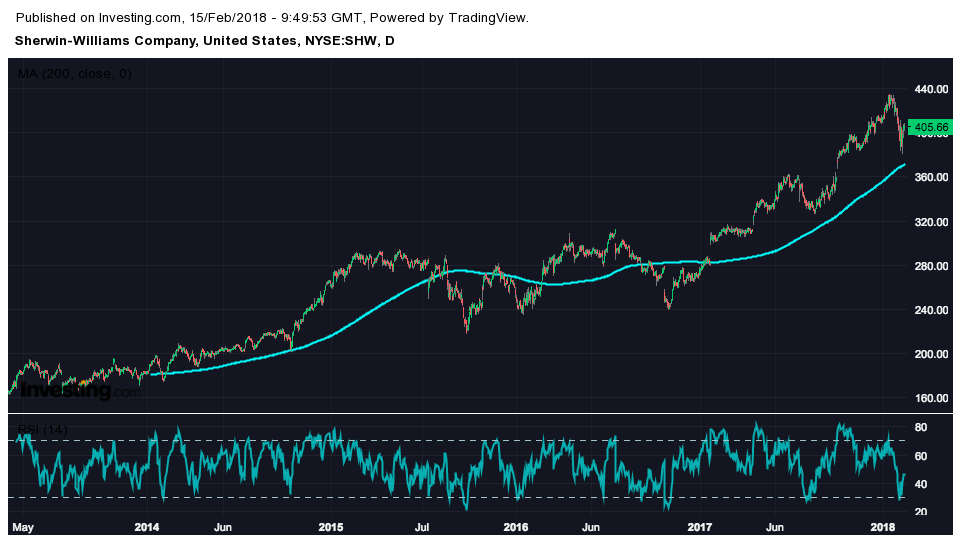 Published on Investing.com, 15/Feb/2018 - 9:49:53 GMT, Powered by TradingView.
Sherwin-Williams Company, United States, NYSE:SHW, D
MA (200, close, 0)
440.00
405.66
400.00
360.00
320.00
280.00
240.00
200.00
160.00
Investing.com
RSI (14)
80
60
40
20
May 2014 Jun 2015 Jul 2016 Jun 2017 Jun 2018